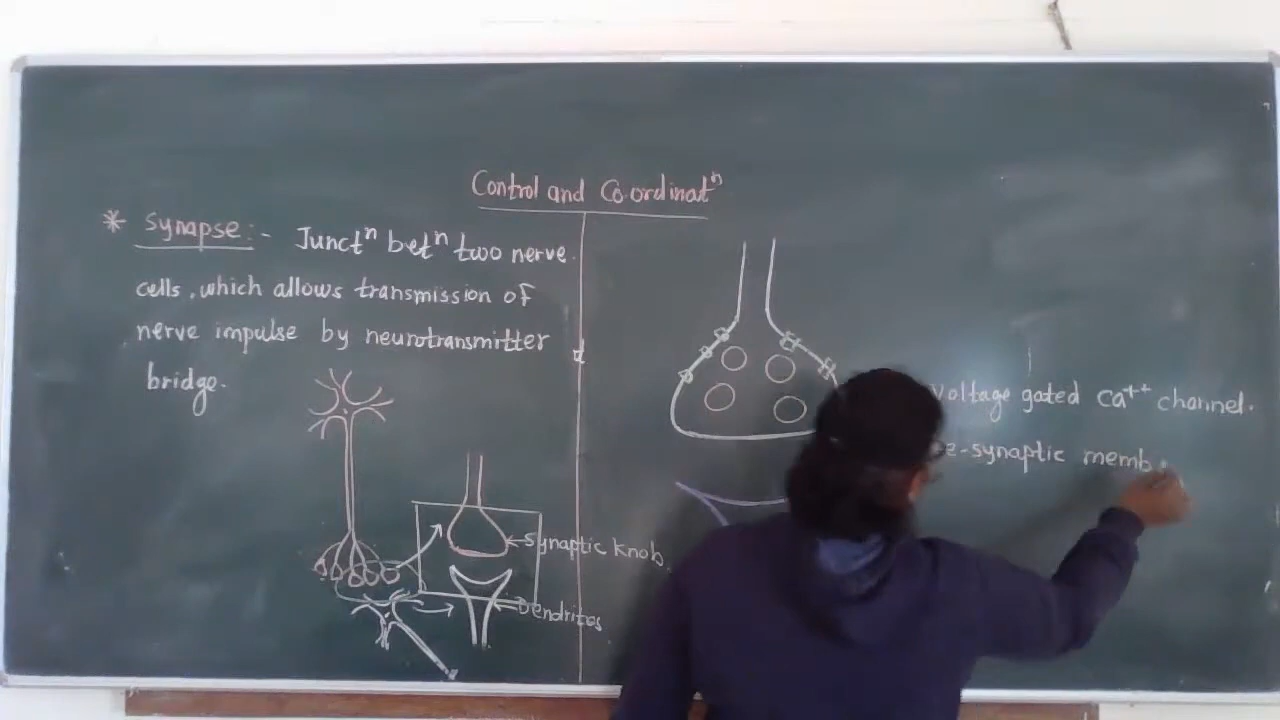 Control and Co-ordinatⁿ
* Synapse:- Junctⁿ betⁿ two nerve
cells, which allows transmission of
nerve impulse by neurotransmitter
bridge.
Synaptic knob
Dendrites
Voltage gated Ca⁺⁺ channel.
e-synaptic memb